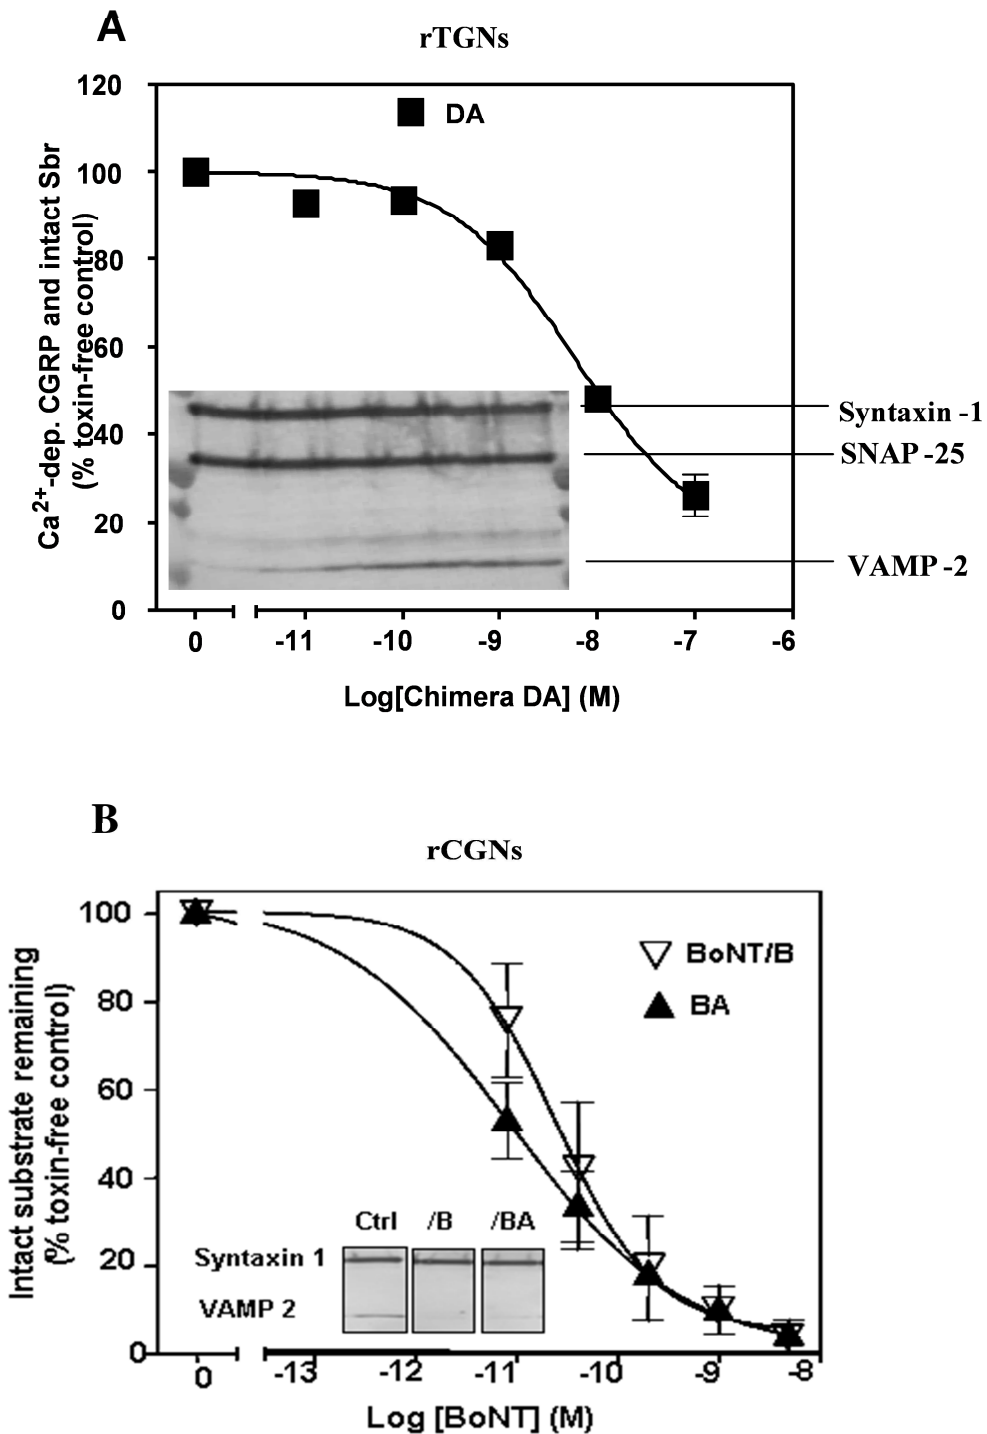 A
rTGNs
120
100
80
60
40
20
0
Ca2+-dep. CGRP and intact Sbr
(% toxin-free control)
DA
Syntaxin -1
SNAP -25
VAMP -2
0 -11 -10 -9 -8 -7 -6
Log[Chimera DA] (M)
B
rCGNs
100
80
60
40
20
0
Intact substrate remaining
(% toxin-free control)
BoNT/B
BA
Ctrl /B /BA
Syntaxin 1
VAMP 2
0 -13 -12 -11 -10 -9 -8
Log [BoNT] (M)